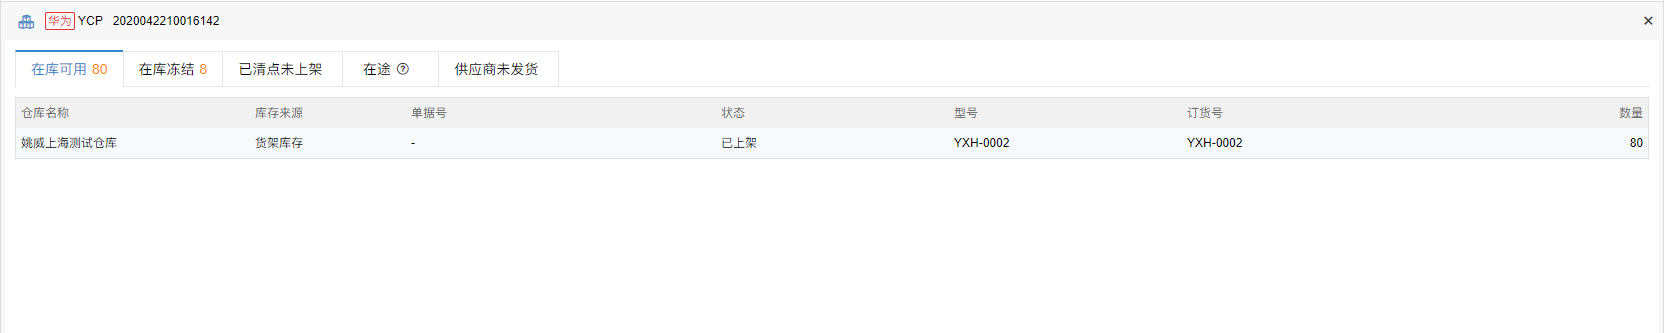 华为 YCP 2020042210016142
在库可用 80 在库冻结 8 已清点未上架 在途 供应商未发货
仓库名称 库存来源 单据号 状态 型号 订货号 数量
姚威上海测试仓库 货架库存 - 已上架 YXH-0002 YXH-0002 80